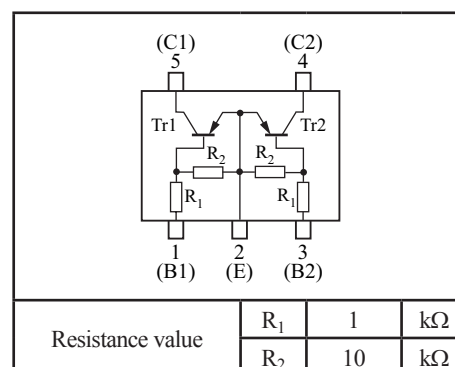 (C1) (C2)
5 4
Tr1 Tr2
R2 R2
R1 R1
1 2 3
(B1) (E) (B2)
Resistance value R1 1 kΩ
R2 10 kΩ